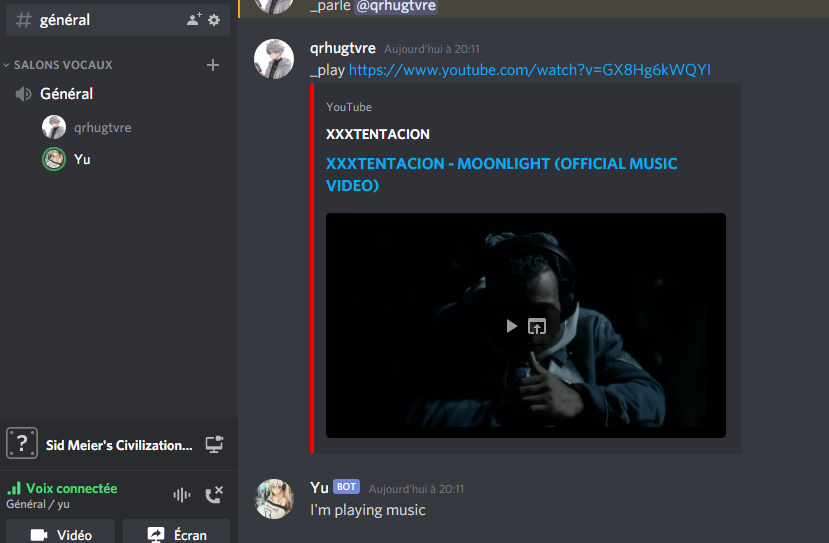 général
SALONS VOCAUX
Général
qrhugtvre
Yu
Sid Meier's Civilization...
Voix connectée
Général / yu
Vidéo
Écran
_parle @qrhugtvre
qrhugtvre Aujourd'hui à 20:11
_play https://www.youtube.com/watch?v=GX8Hg6kWQYI
YouTube
XXXTENTACION
XXXTENTACION - MOONLIGHT (OFFICIAL MUSIC
VIDEO)
Yu BOT Aujourd'hui à 20:11
I'm playing music